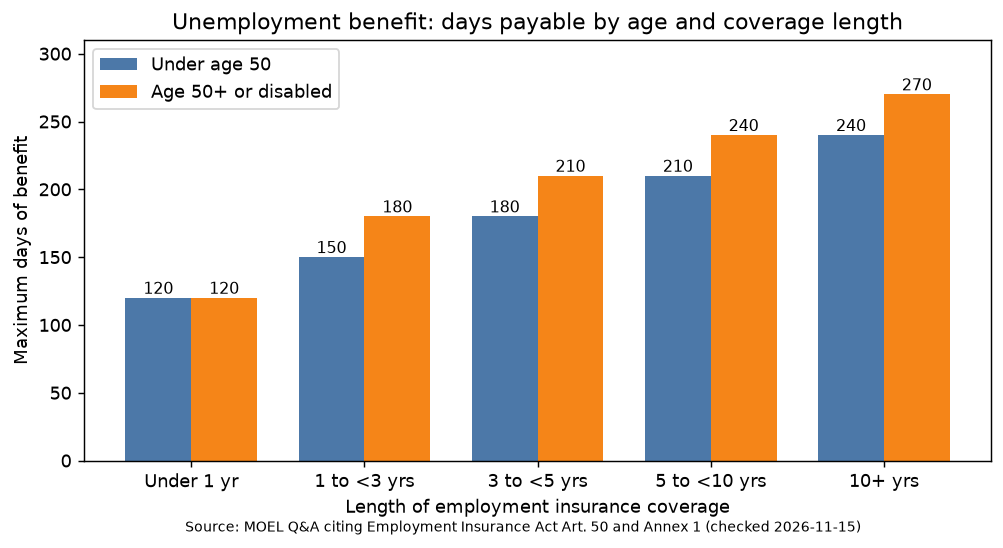 Unemployment benefit: days payable by age and coverage length
Under age 50
Age 50+ or disabled
Maximum days of benefit
300
250
200
150
100
50
0
120 120
150 180
180 210
210 240
240 270
Under 1 yr 1 to <3 yrs 3 to <5 yrs 5 to <10 yrs 10+ yrs
Length of employment insurance coverage
Source: MOEL Q&A citing Employment Insurance Act Art. 50 and Annex 1 (checked 2026-11-15)